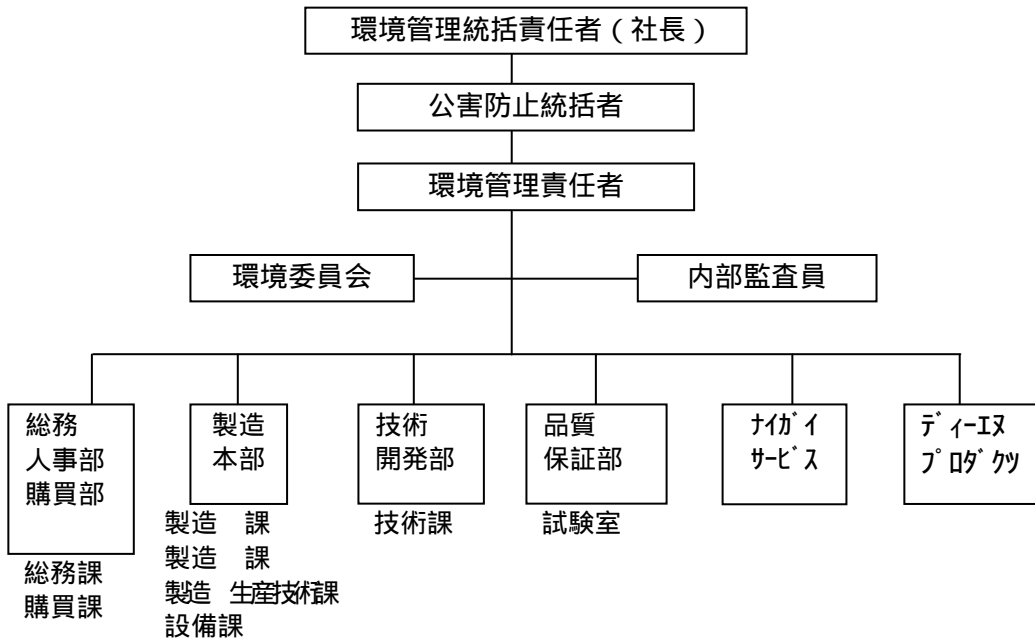 環境管理統括責任者（社長）
公害防止統括者
環境管理責任者
環境委員会
内部監査員
総務
人事部
購買部
総務課
購買課
製造
本部
製造　課
製造　課
製造　生産技術課
設備課
技術
開発部
技術課
品質
保証部
試験室
ﾅｲｶﾞｲ
ｻｰﾋﾞｽ
ﾃﾞｨｰｴﾇ
ﾌﾟﾛﾀﾞｸﾂ